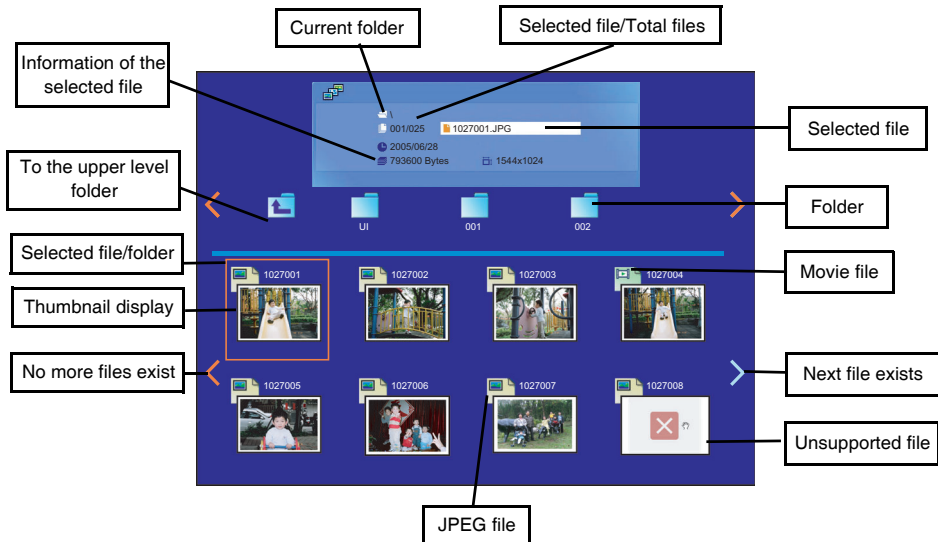 Current folder
Selected file/Total files
Information of the
selected file
\
001/025
1027001.JPG
Selected file
2005/06/28
793600 Bytes
1544x1024
To the upper level
folder
Folder
UI
001
002
Selected file/folder
1027001
1027002
1027003
1027004
Movie file
Thumbnail display
No more files exist
Next file exists
1027005
1027006
1027007
1027008
Unsupported file
JPEG file